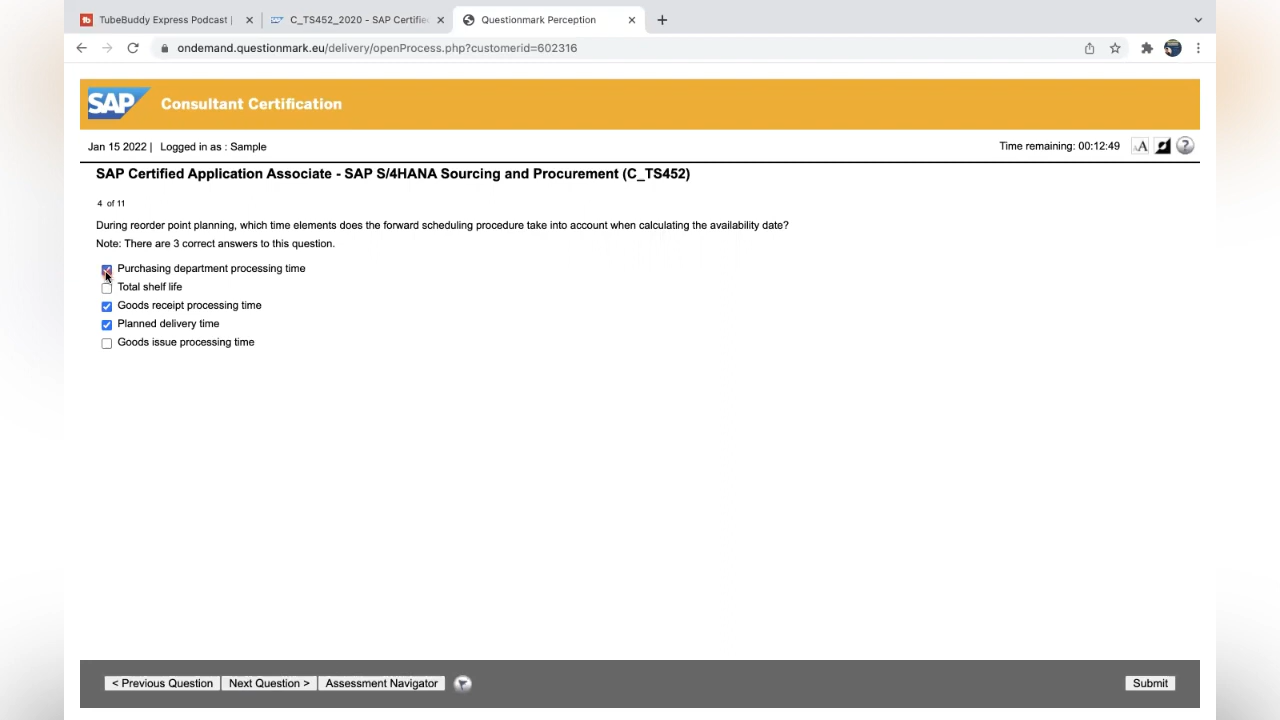 TubeBuddy Express Podcast |
C_TS452_2020 - SAP Certifie
Questionmark Perception
ondemand.questionmark.eu/delivery/openProcess.php?customerid=602316
SAP Consultant Certification
Jan 15 2022 | Logged in as : Sample
Time remaining: 00:12:49
AA
?
SAP Certified Application Associate - SAP S/4HANA Sourcing and Procurement (C_TS452)
4 of 11
During reorder point planning, which time elements does the forward scheduling procedure take into account when calculating the availability date?
Note: There are 3 correct answers to this question.
Purchasing department processing time
Total shelf life
Goods receipt processing time
Planned delivery time
Goods issue processing time
< Previous Question
Next Question >
Assessment Navigator
Submit